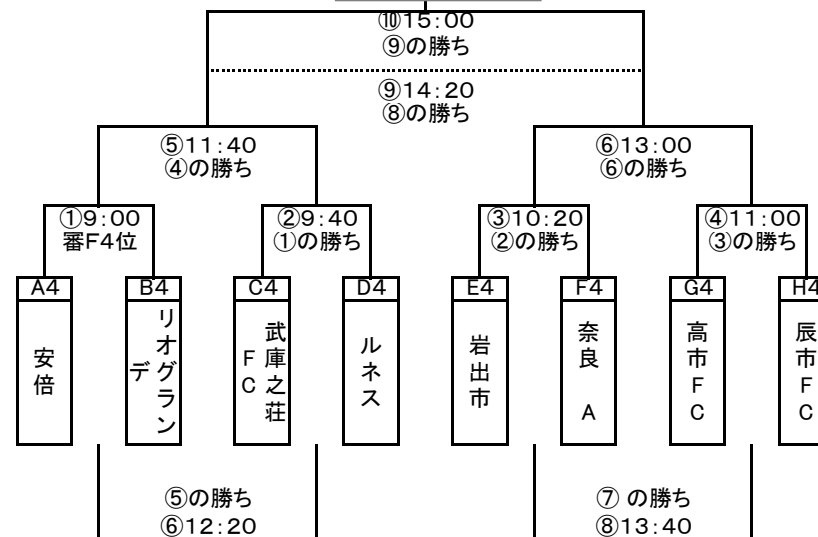 ⑩15:00
⑨の勝ち
⑨14:20
⑧の勝ち
⑤11:40
④の勝ち
⑥13:00
⑥の勝ち
①9:00
審F4位
②9:40
①の勝ち
③10:20
②の勝ち
④11:00
③の勝ち
A4
B4
C4
D4
E4
F4
G4
H4
安倍
リオグラン
デ
武庫之荘
FC
ルネス
岩出市
奈良 A
高市FC
辰市FC
⑤の勝ち
⑥12:20
⑦ の勝ち
⑧13:40